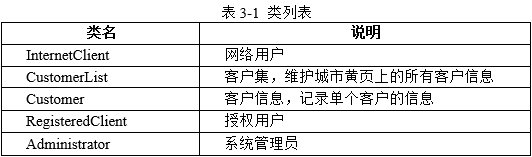 表 3-1 类列表
类名 说明
InternetClient 网络用户
CustomerList 客户集，维护城市黄页上的所有客户信息
Customer 客户信息，记录单个客户的信息
RegisteredClient 授权用户
Administrator 系统管理员